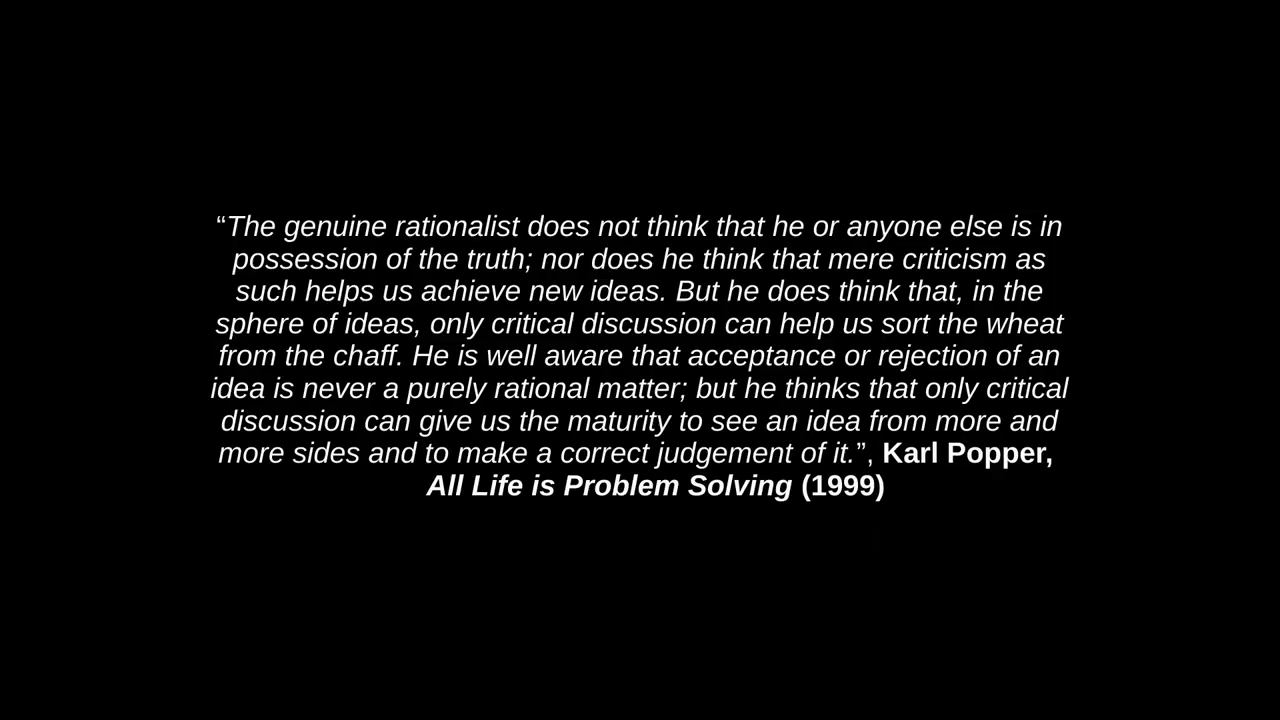 “The genuine rationalist does not think that he or anyone else is in
possession of the truth; nor does he think that mere criticism as
such helps us achieve new ideas. But he does think that, in the
sphere of ideas, only critical discussion can help us sort the wheat
from the chaff. He is well aware that acceptance or rejection of an
idea is never a purely rational matter; but he thinks that only critical
discussion can give us the maturity to see an idea from more and
more sides and to make a correct judgement of it.”, Karl Popper,
All Life is Problem Solving (1999)